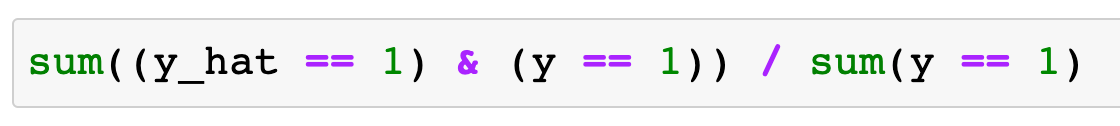 sum((y_hat == 1) & (y == 1)) / sum(y == 1)